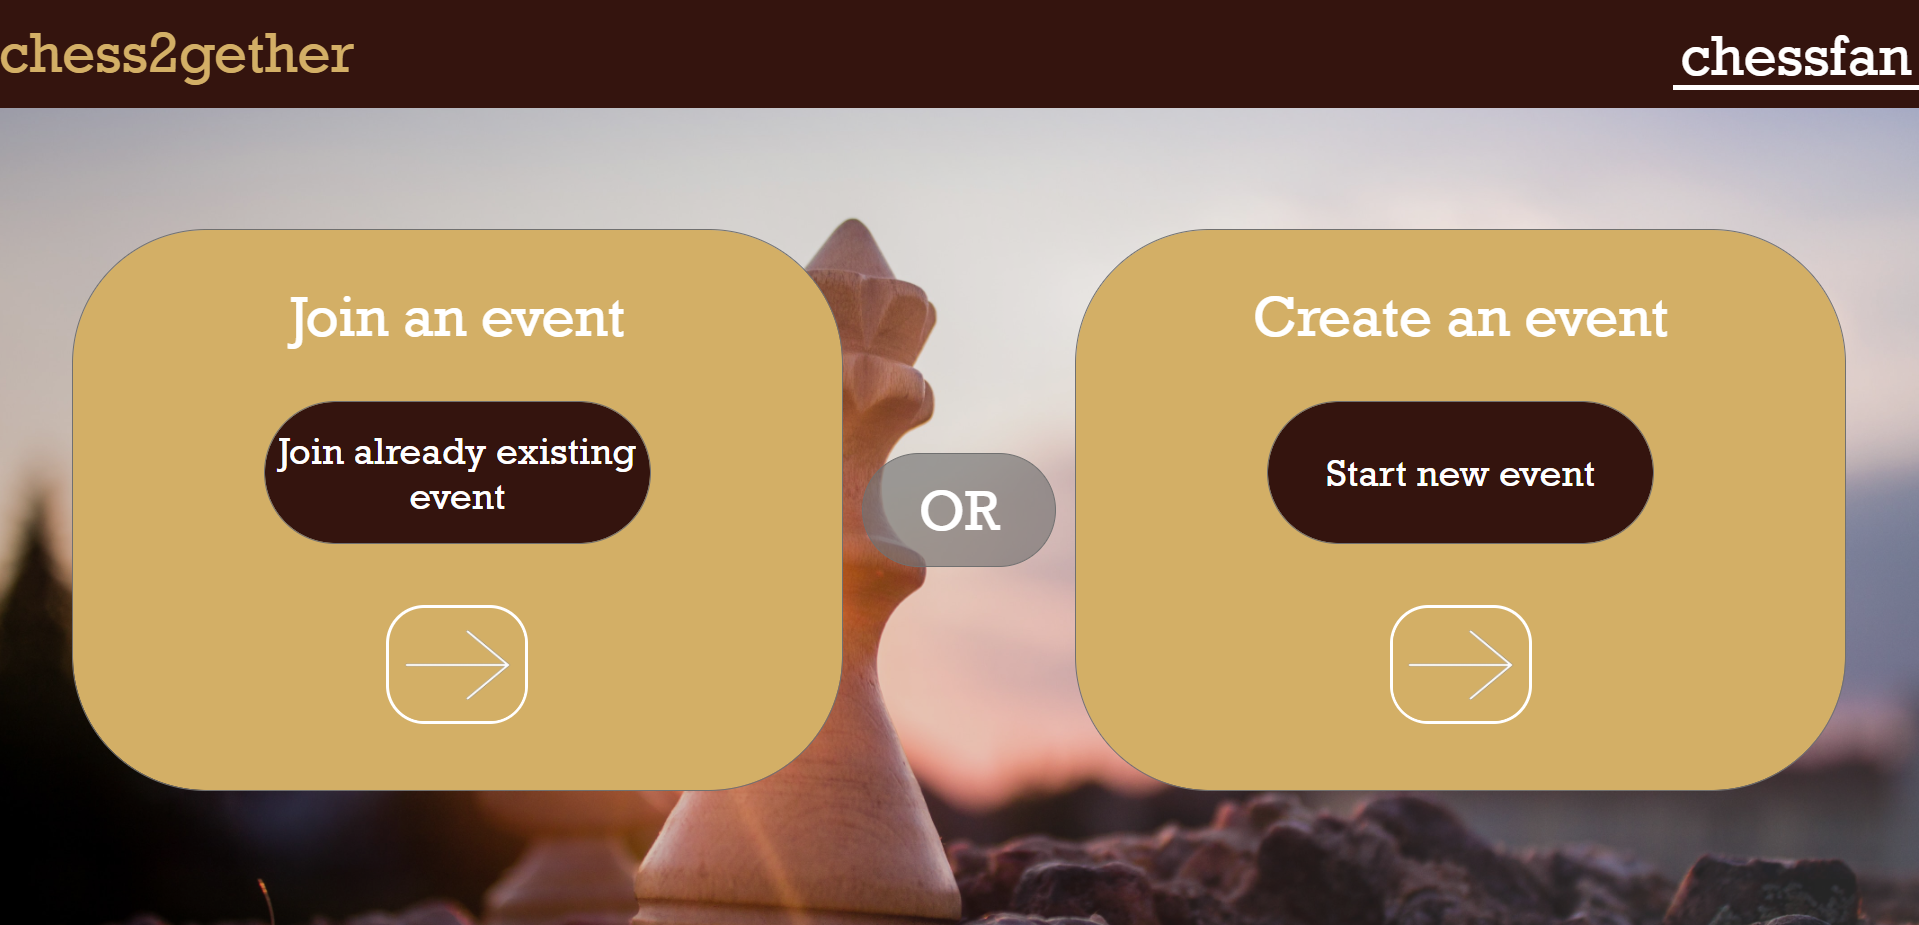 chess2gether
chessfan
Join an event
Join already existing
event
OR
Create an event
Start new event